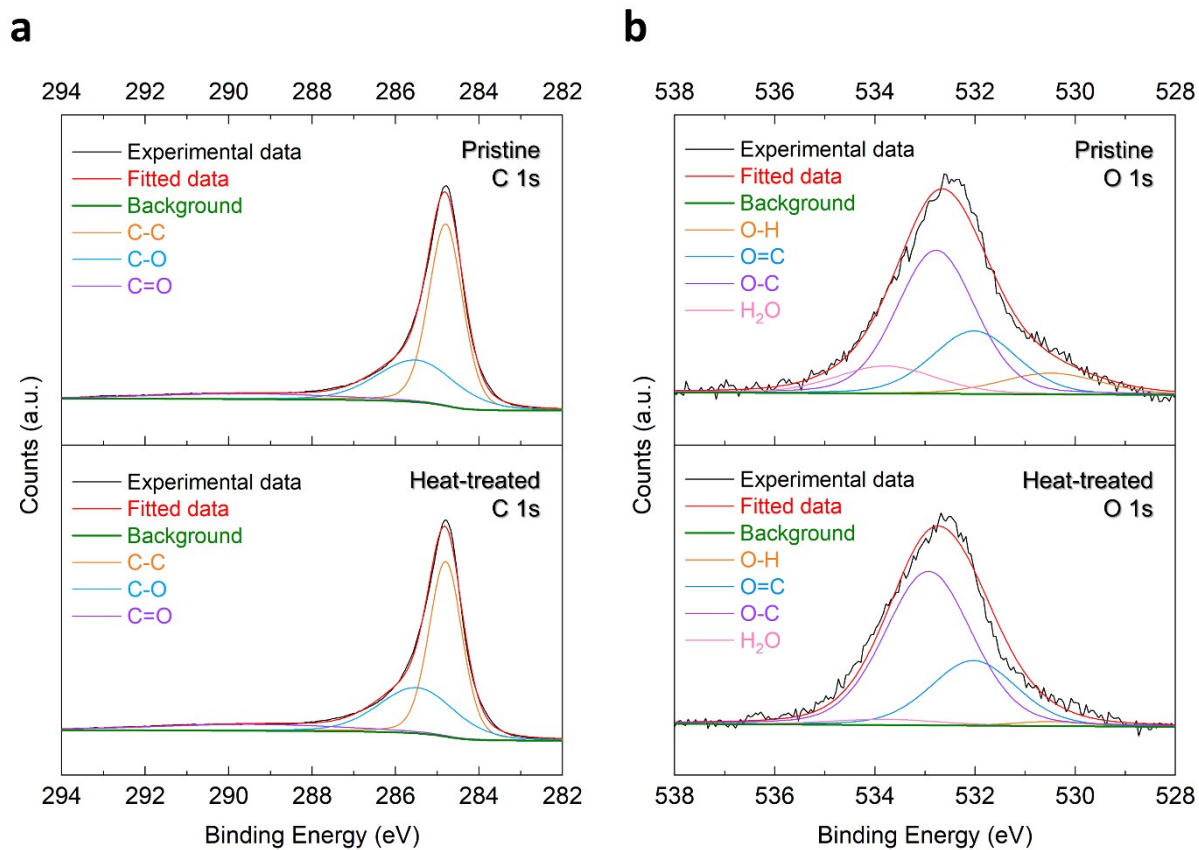 a
294 292 290 288 286 284 282
Experimental data
Fitted data
Background
C-C
C-O
C=O
Pristine
C 1s
Experimental data
Fitted data
Background
C-C
C-O
C=O
Heat-treated
C 1s
Counts (a.u.)
294 292 290 288 286 284 282
Binding Energy (eV)
b
538 536 534 532 530 528
Experimental data
Fitted data
Background
O-H
O=C
O-C
H₂O
Pristine
O 1s
Experimental data
Fitted data
Background
O-H
O=C
O-C
H₂O
Heat-treated
O 1s
Counts (a.u.)
538 536 534 532 530 528
Binding Energy (eV)